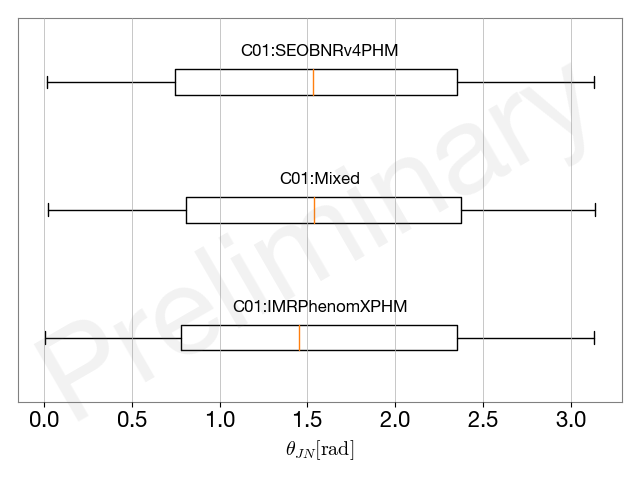 C01:SEOBNRv4PHM
C01:Mixed
C01:IMRPhenomXPHM
Preliminary
0.0 0.5 1.0 1.5 2.0 2.5 3.0
θ_JN[rad]